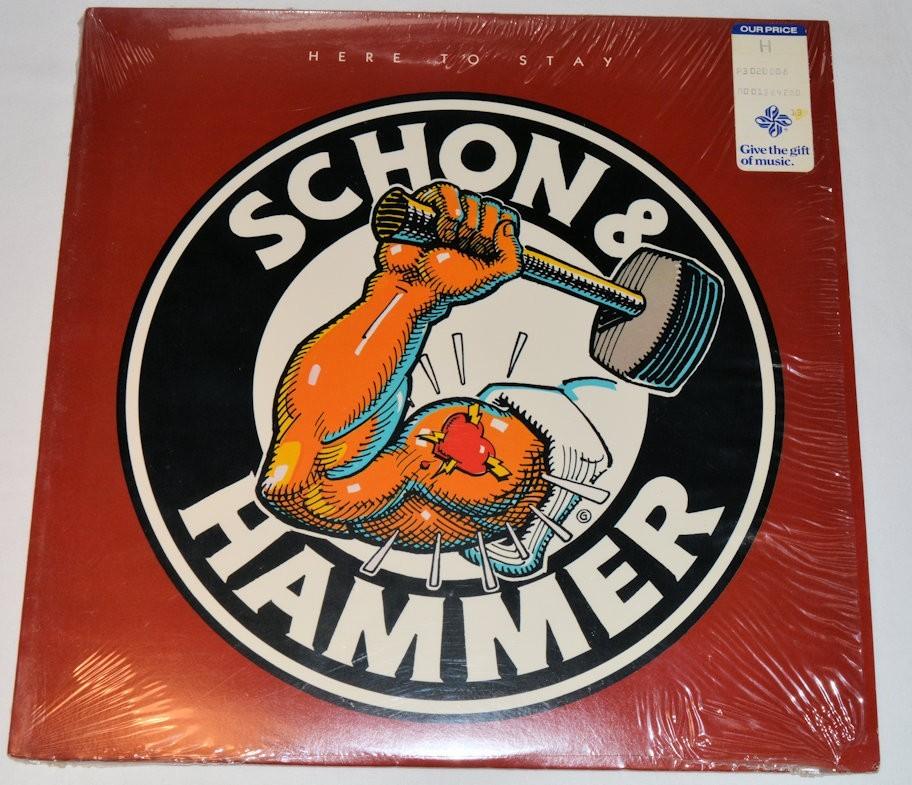 HERE TO STAY
OUR PRICE
H
Give the gift
of music.
SCHON &
HAMMER
G